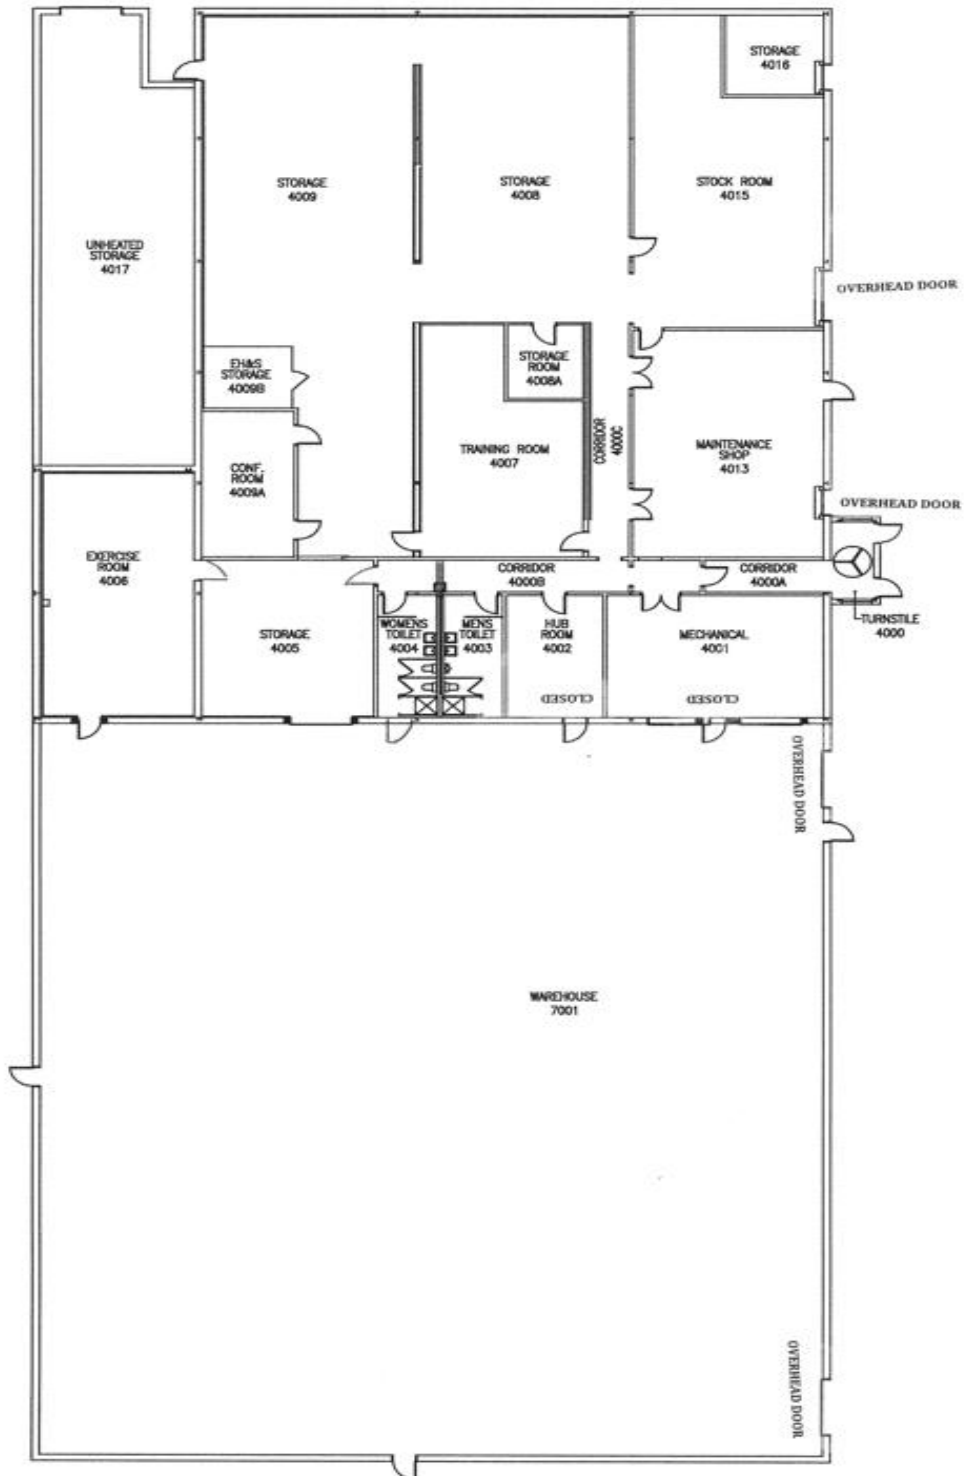 STORAGE
4016
STORAGE
4009
STORAGE
4008
STOCK ROOM
4015
UNHEATED
STORAGE
4017
OVERHEAD DOOR
EH&S
STORAGE
4009B
STORAGE
ROOM
4008A
CORRIDOR
4000C
TRAINING ROOM
4007
MAINTENANCE
SHOP
4013
CONF.
ROOM
4009A
OVERHEAD DOOR
EXERCISE
ROOM
4006
CORRIDOR
4000B
CORRIDOR
4000A
STORAGE
4005
WOMENS
TOILET
4004
MENS
TOILET
4003
HUB
ROOM
4002
MECHANICAL
4001
TURNSTILE
4000
CLOSED
CLOSED
OVERHEAD DOOR
WAREHOUSE
7001
OVERHEAD DOOR